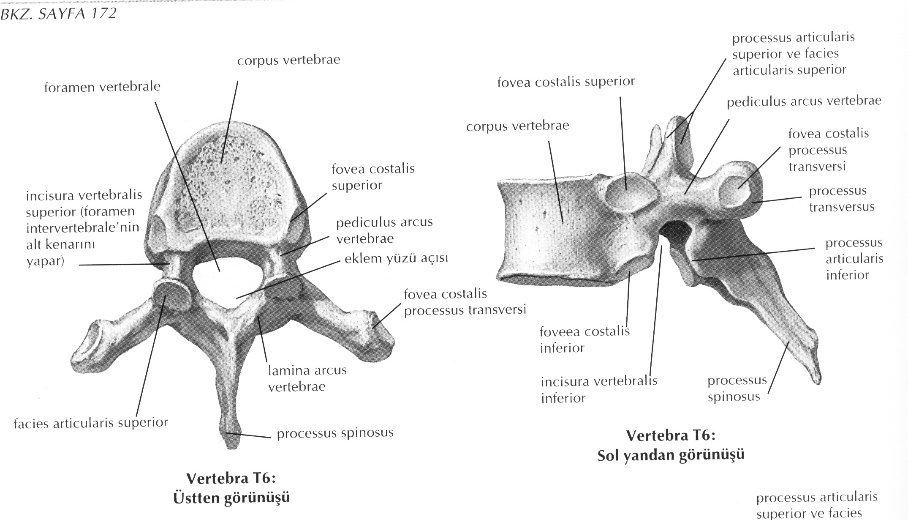 BKZ. SAYFA 172
corpus vertebrae
foramen vertebrale
incisura vertebralis
superior (foramen
intervertebrale'nin
alt kenarını
yapar)
fovea costalis
superior
pediculus arcus
vertebrae
eklem yüzü açısı
fovea costalis
processus transversi
lamina arcus
vertebrae
facies articularis superior
processus spinosus
Vertebra T6:
Üstten görünüşü
processus articularis
superior ve facies
articularis superior
fovea costalis superior
pediculus arcus vertebrae
corpus vertebrae
fovea costalis
processus
transversi
processus
transversus
processus
articularis
inferior
foveea costalis
inferior
incisura vertebralis
inferior
processus
spinosus
Vertebra T6:
Sol yandan görünüşü
processus articularis
superior ve facies